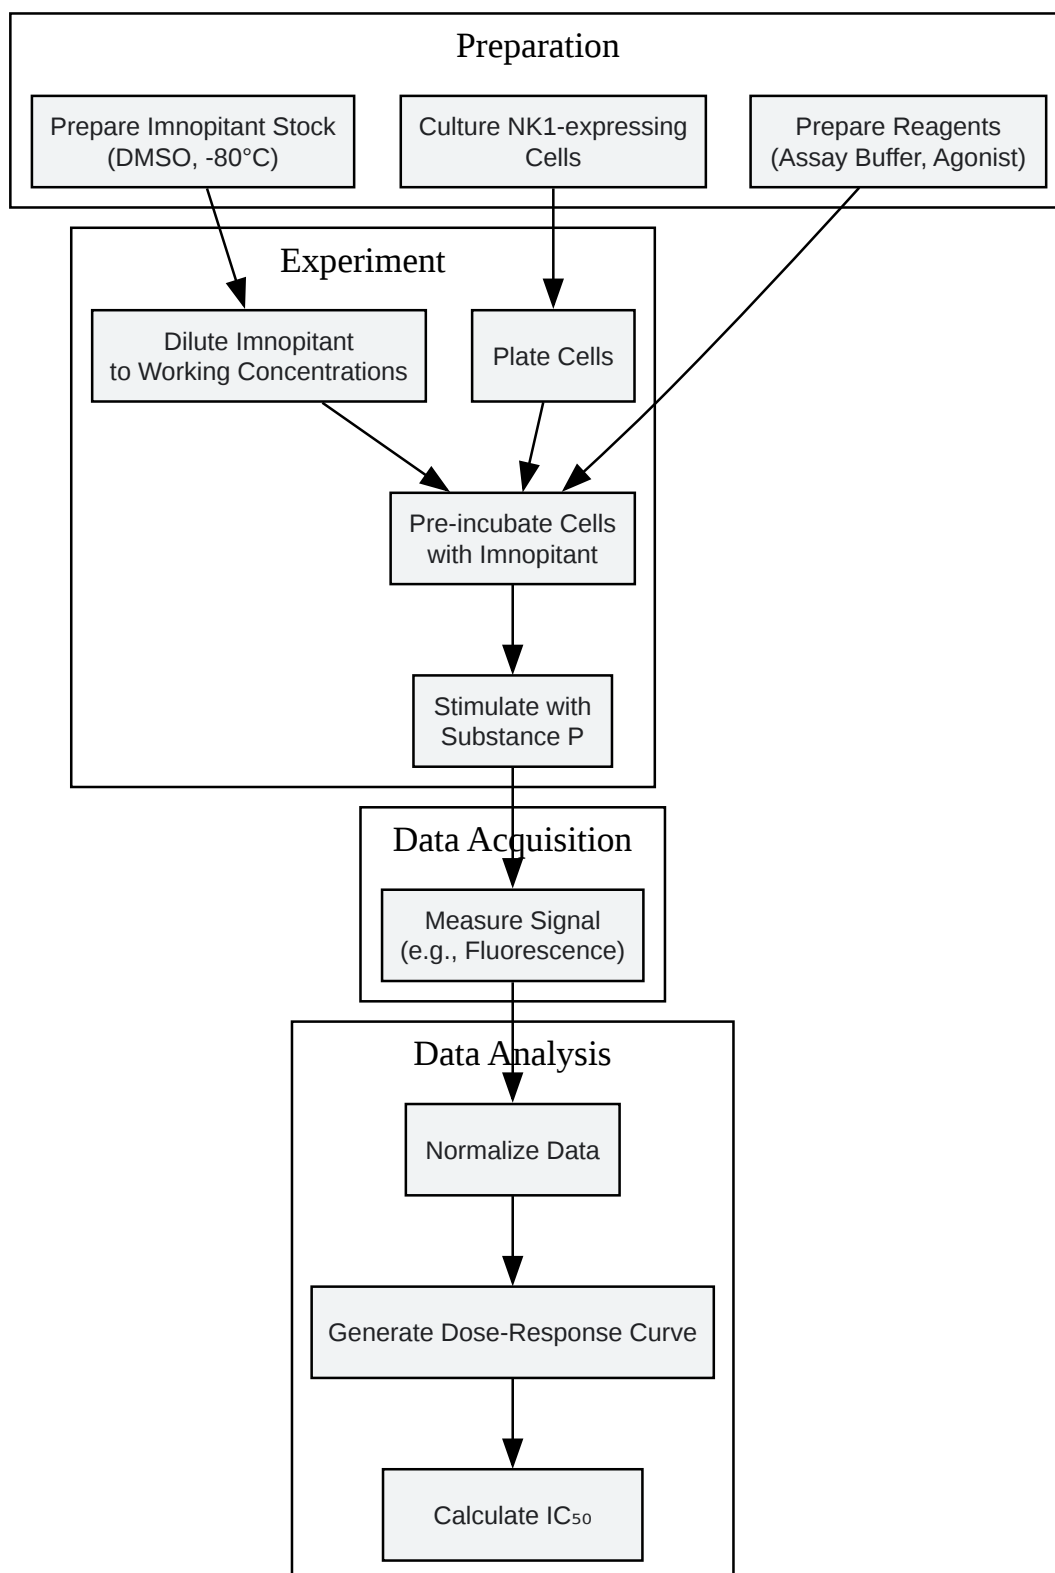 Preparation
Prepare Imnopitant Stock
(DMSO, -80°C)
Culture NK1-expressing
Cells
Prepare Reagents
(Assay Buffer, Agonist)
Experiment
Dilute Imnopitant
to Working Concentrations
Plate Cells
Pre-incubate Cells
with Imnopitant
Stimulate with
Substance P
Data Acquisition
Measure Signal
(e.g., Fluorescence)
Data Analysis
Normalize Data
Generate Dose-Response Curve
Calculate IC₅₀